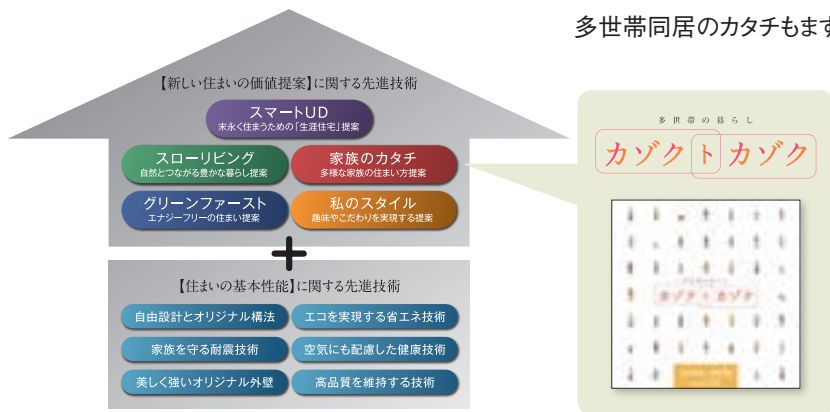 多世帯同居のカタチもます
【新しい住まいの価値提案】に関する先進技術
スマートUD
末永く住まうための「生涯住宅」提案
スローリビング
自然とつながる豊かな暮らし提案
家族のカタチ
多様な家族の住まい方提案
グリーンファースト
エナジーフリーの住まい提案
私のスタイル
趣味やこだわりを実現する提案
+
【住まいの基本性能】に関する先進技術
自由設計とオリジナル構法
エコを実現する省エネ技術
家族を守る耐震技術
空気にも配慮した健康技術
美しく強いオリジナル外壁
高品質を維持する技術
多世帯の暮らし
カゾクトカゾク
カゾクトカゾク